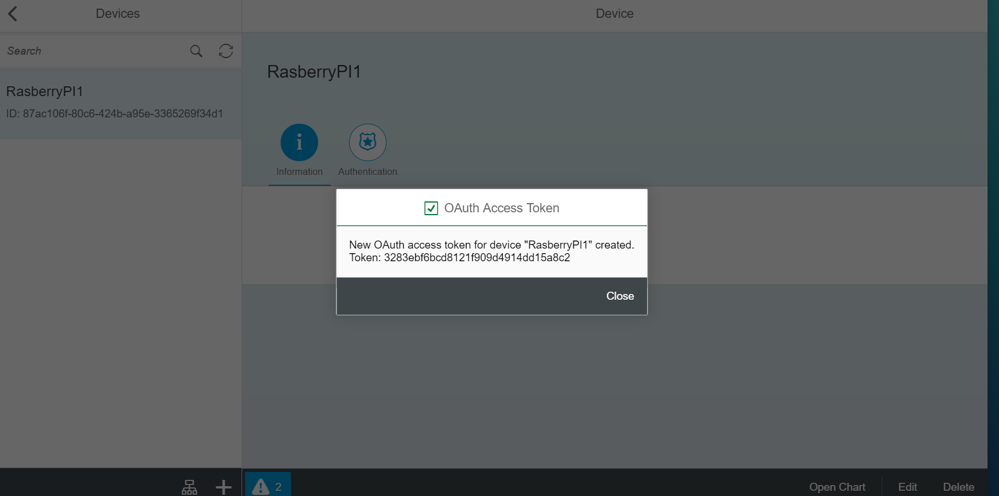 Devices
Device
Search
RasberryPI1
ID: 87ac106f-80c6-424b-a95e-3365269f34d1
RasberryPI1
Information
Authentication
OAuth Access Token
New OAuth access token for device "RasberryPI1" created.
Token: 3283ebf6bcd8121f909d4914dd15a8c2
Close
2
Open Chart
Edit
Delete